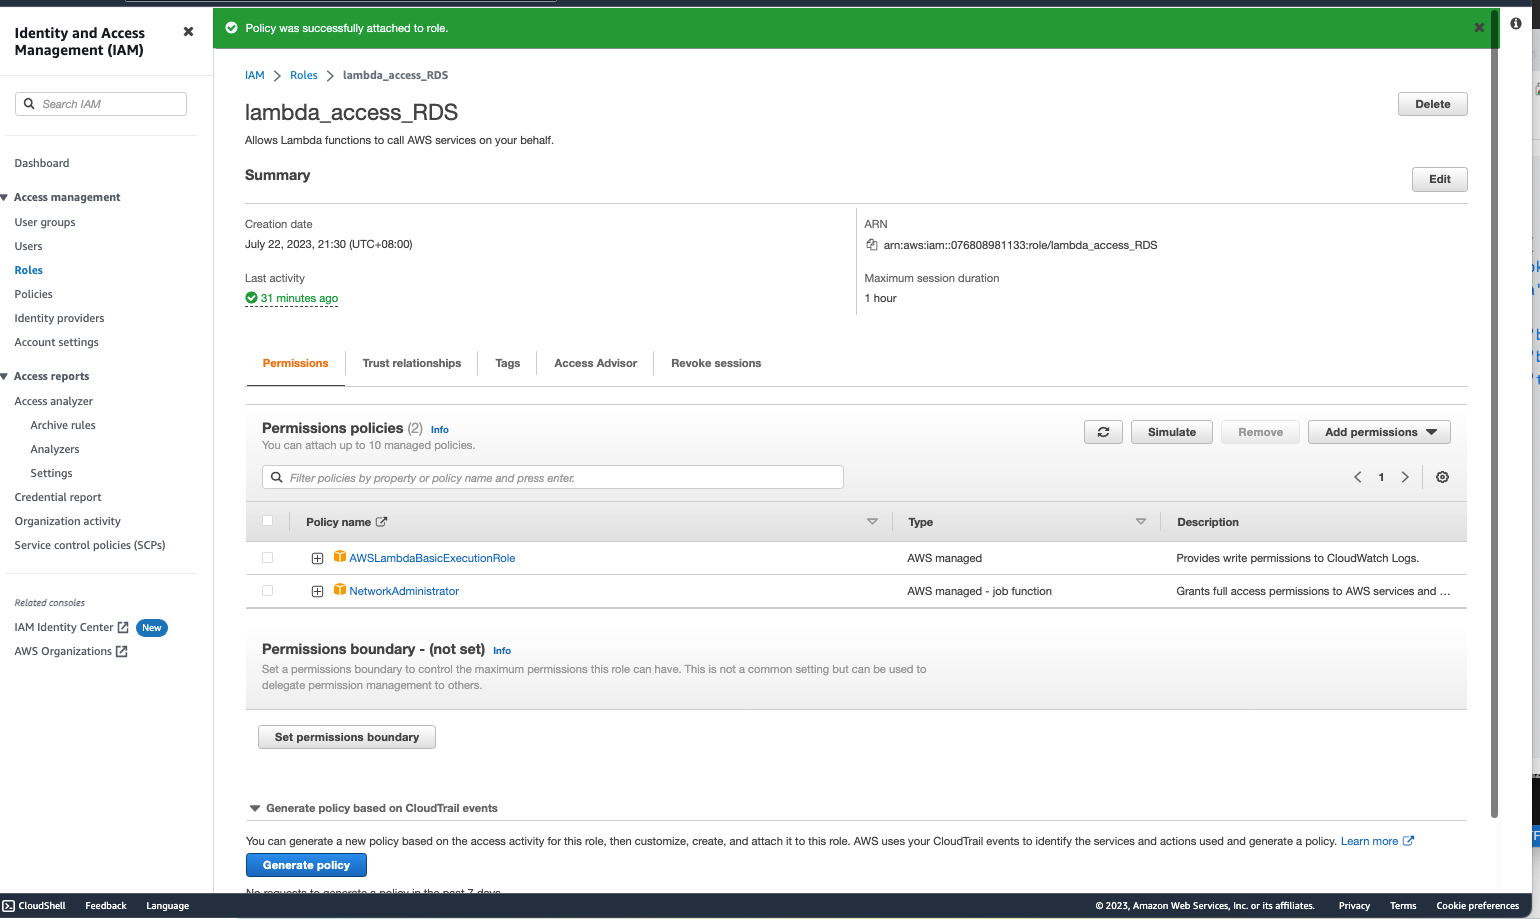 Policy was successfully attached to role.
Identity and Access
Management (IAM)
Search IAM
Dashboard
Access management
User groups
Users
Roles
Policies
Identity providers
Account settings
Access reports
Access analyzer
Archive rules
Analyzers
Settings
Credential report
Organization activity
Service control policies (SCPs)
Related consoles
IAM Identity Center New
AWS Organizations
IAM > Roles > lambda_access_RDS
lambda_access_RDS
Delete
Allows Lambda functions to call AWS services on your behalf.
Summary
Edit
Creation date
July 22, 2023, 21:30 (UTC+08:00)
Last activity
31 minutes ago
ARN
arn:aws:iam::076808981133:role/lambda_access_RDS
Maximum session duration
1 hour
Permissions Trust relationships Tags Access Advisor Revoke sessions
Permissions policies (2) Info
You can attach up to 10 managed policies.
Simulate Remove Add permissions
Filter policies by property or policy name and press enter.
1
Policy name Type Description
AWSLambdaBasicExecutionRole AWS managed Provides write permissions to CloudWatch Logs.
NetworkAdministrator AWS managed - job function Grants full access permissions to AWS services and ...
Permissions boundary - (not set) Info
Set a permissions boundary to control the maximum permissions this role can have. This is not a common setting but can be used to
delegate permission management to others.
Set permissions boundary
Generate policy based on CloudTrail events
You can generate a new policy based on the access activity for this role, then customize, create, and attach it to this role. AWS uses your CloudTrail events to identify the services and actions used and generate a policy. Learn more
Generate policy
No requests to generate a policy in the past 7 days.
CloudShell Feedback Language
© 2023, Amazon Web Services, Inc. or its affiliates. Privacy Terms Cookie preferences